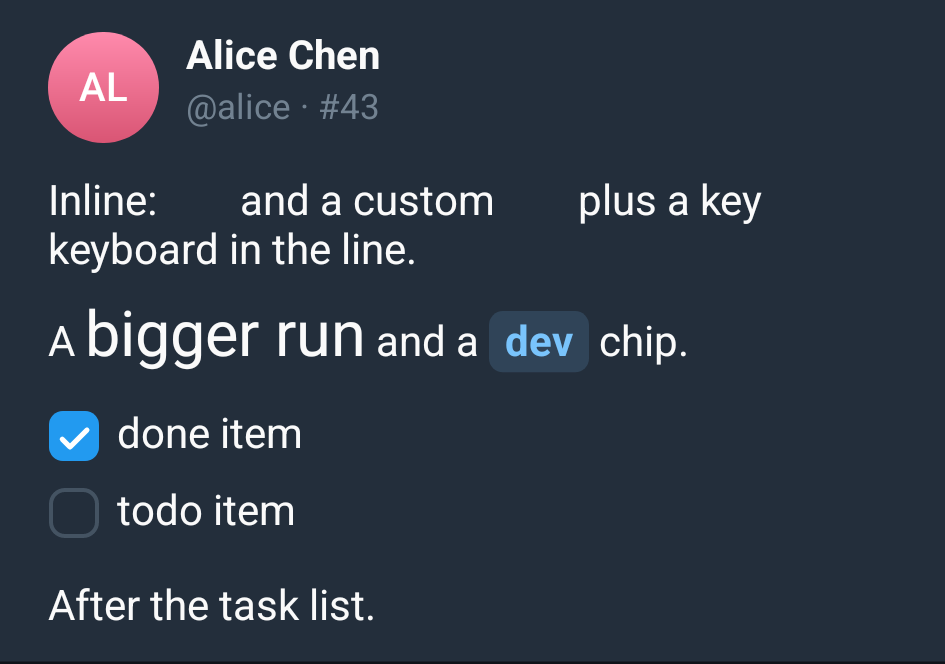 AL
Alice Chen
@alice · #43
Inline: and a custom plus a key
keyboard in the line.
A bigger run and a dev chip.
done item
todo item
After the task list.